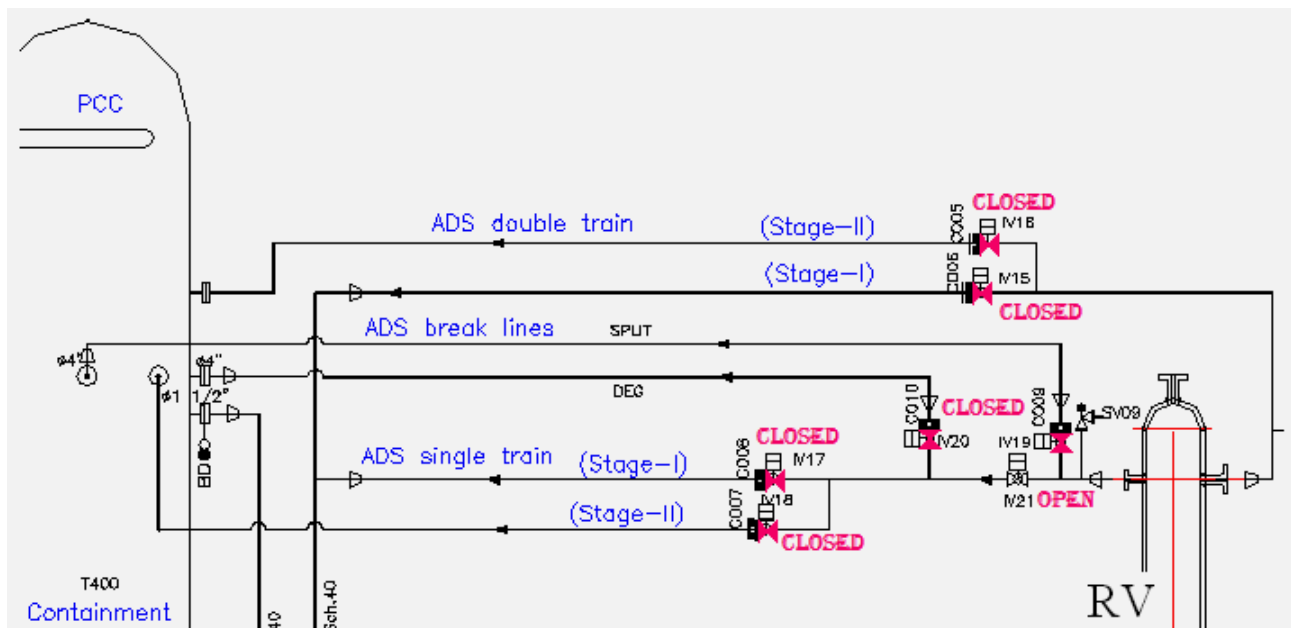 PCC
CLOSED
C005
IV16
ADS double train
(Stage-II)
(Stage-I)
C006
IV15
CLOSED
ADS break lines
SPLIT
ø4"
ø4"
ø1 1/2"
DEG
C010
CLOSED
C009
SV09
IV20
IV19
CLOSED
ADS single train
(Stage-I)
C006
IV17
IV21
OPEN
BD
(Stage-II)
C007
IV18
CLOSED
T400
Containment
40
Sch.40
RV